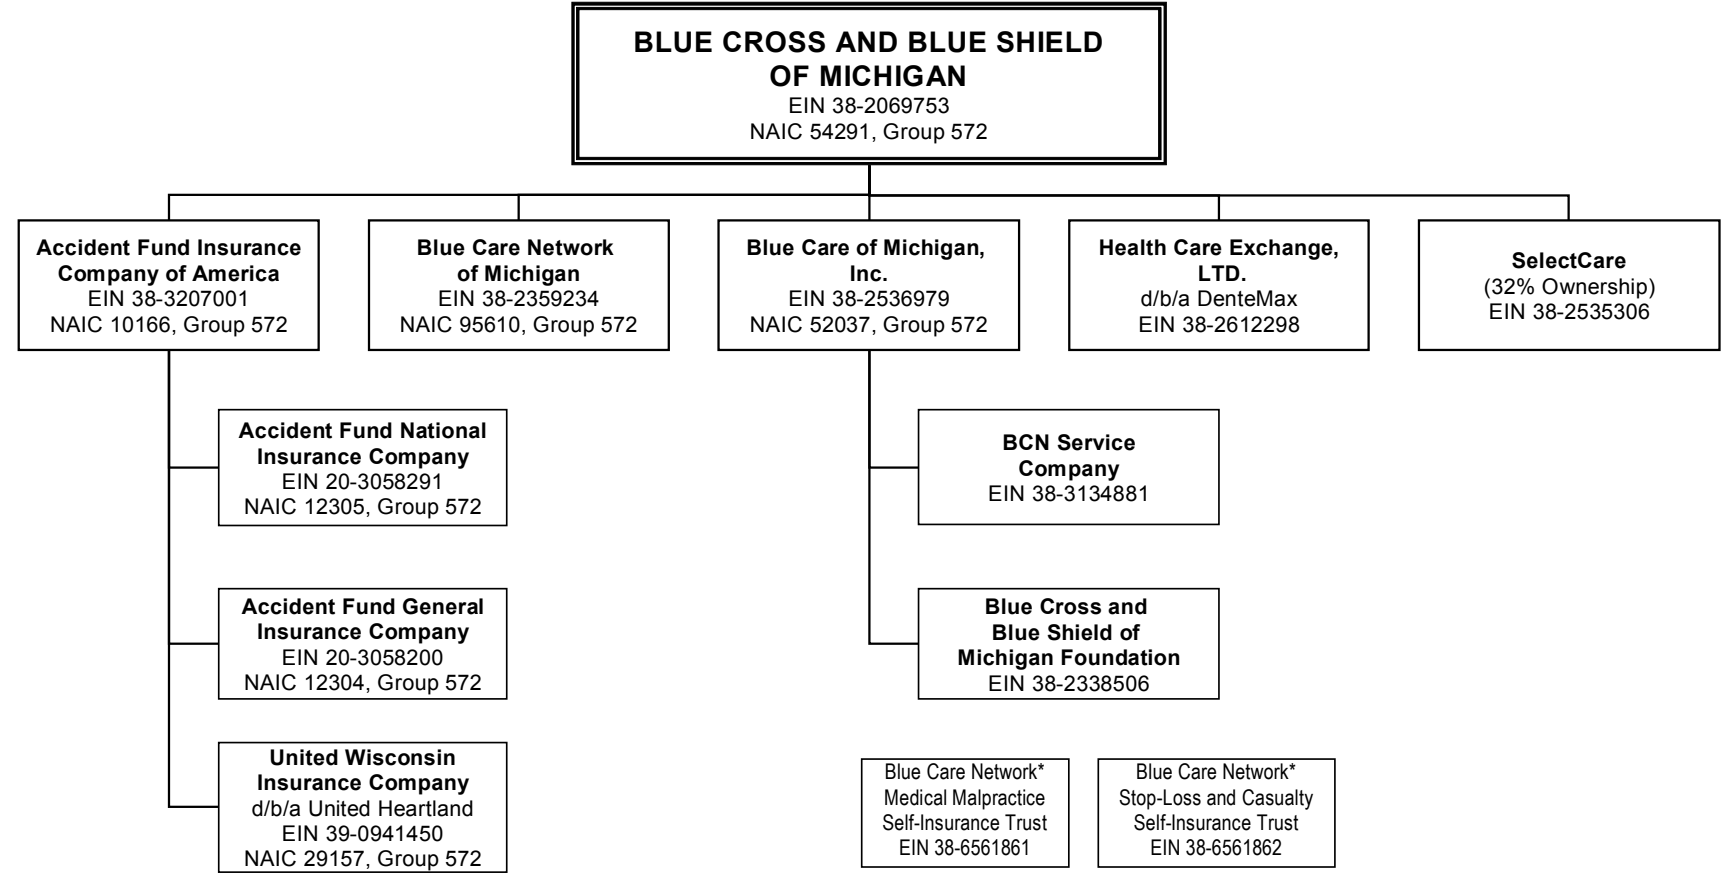 BLUE CROSS AND BLUE SHIELD
OF MICHIGAN
EIN 38-2069753
NAIC 54291, Group 572
Accident Fund Insurance
Company of America
EIN 38-3207001
NAIC 10166, Group 572
Blue Care Network
of Michigan
EIN 38-2359234
NAIC 95610, Group 572
Blue Care of Michigan,
Inc.
EIN 38-2536979
NAIC 52037, Group 572
Health Care Exchange,
LTD.
d/b/a DenteMax
EIN 38-2612298
SelectCare
(32% Ownership)
EIN 38-2535306
Accident Fund National
Insurance Company
EIN 20-3058291
NAIC 12305, Group 572
BCN Service
Company
EIN 38-3134881
Accident Fund General
Insurance Company
EIN 20-3058200
NAIC 12304, Group 572
Blue Cross and
Blue Shield of
Michigan Foundation
EIN 38-2338506
United Wisconsin
Insurance Company
d/b/a United Heartland
EIN 39-0941450
NAIC 29157, Group 572
Blue Care Network*
Medical Malpractice
Self-Insurance Trust
EIN 38-6561861
Blue Care Network*
Stop-Loss and Casualty
Self-Insurance Trust
EIN 38-6561862